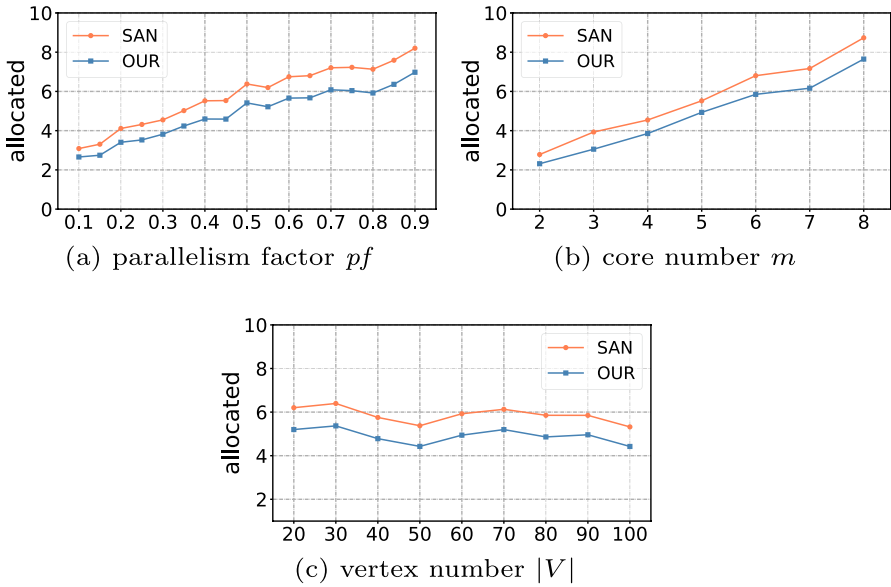 10
8
6
4
2
0
allocated
SAN
OUR
0.1 0.2 0.3 0.4 0.5 0.6 0.7 0.8 0.9
(a) parallelism factor pf
10
8
6
4
2
0
allocated
SAN
OUR
2 3 4 5 6 7 8
(b) core number m
10
8
6
4
2
allocated
SAN
OUR
20 30 40 50 60 70 80 90 100
(c) vertex number |V|